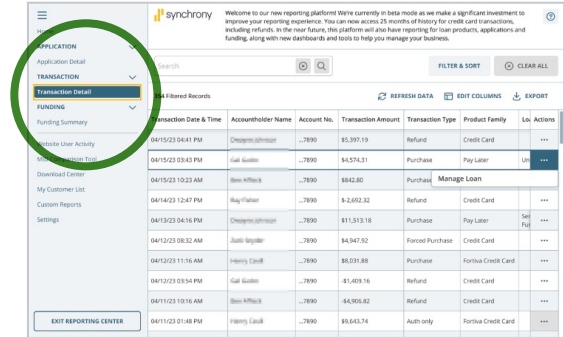 synchrony
Welcome to our new reporting platform! We're currently in beta mode as we make a significant investment to
improve your reporting experience. You can now access 25 months of history for credit card transactions,
including refunds. In the near future, this platform will also have reporting for loan products, applications and
funding, along with new dashboards and tools to help you manage your business.
Home
APPLICATION
Application Detail
TRANSACTION
Transaction Detail
FUNDING
Funding Summary
Website User Activity
Comparison Tool
Download Center
My Customer List
Custom Reports
Settings
EXIT REPORTING CENTER
Search
FILTER & SORT
CLEAR ALL
354 Filtered Records
REFRESH DATA
EDIT COLUMNS
EXPORT
Transaction Date & Time Accountholder Name Account No. Transaction Amount Transaction Type Product Family Lo Actions
04/15/23 04:41 PM ...7890 $5,397.19 Refund Credit Card ...
04/15/23 03:43 PM ...7890 $4,574.31 Purchase Pay Later Un ...
Manage Loan
04/15/23 10:23 AM ...7890 $842.80 Purchas
04/14/23 12:47 PM ...7890 $-2,692.32 Refund Credit Card ...
04/13/23 04:16 PM ...7890 $11,513.18 Purchase Pay Later ...
04/12/23 08:32 AM ...7890 $4,947.92 Forced Purchase Credit Card ...
04/12/23 11:16 AM ...7890 $8,031.88 Purchase Fortiva Credit Card ...
04/12/23 03:54 PM ...7890 -$1,409.16 Refund Credit Card ...
04/11/23 10:16 AM ...7890 -$4,906.82 Refund Credit Card ...
04/11/23 01:48 PM ...7890 $9,643.74 Auth only Fortiva Credit Card ...